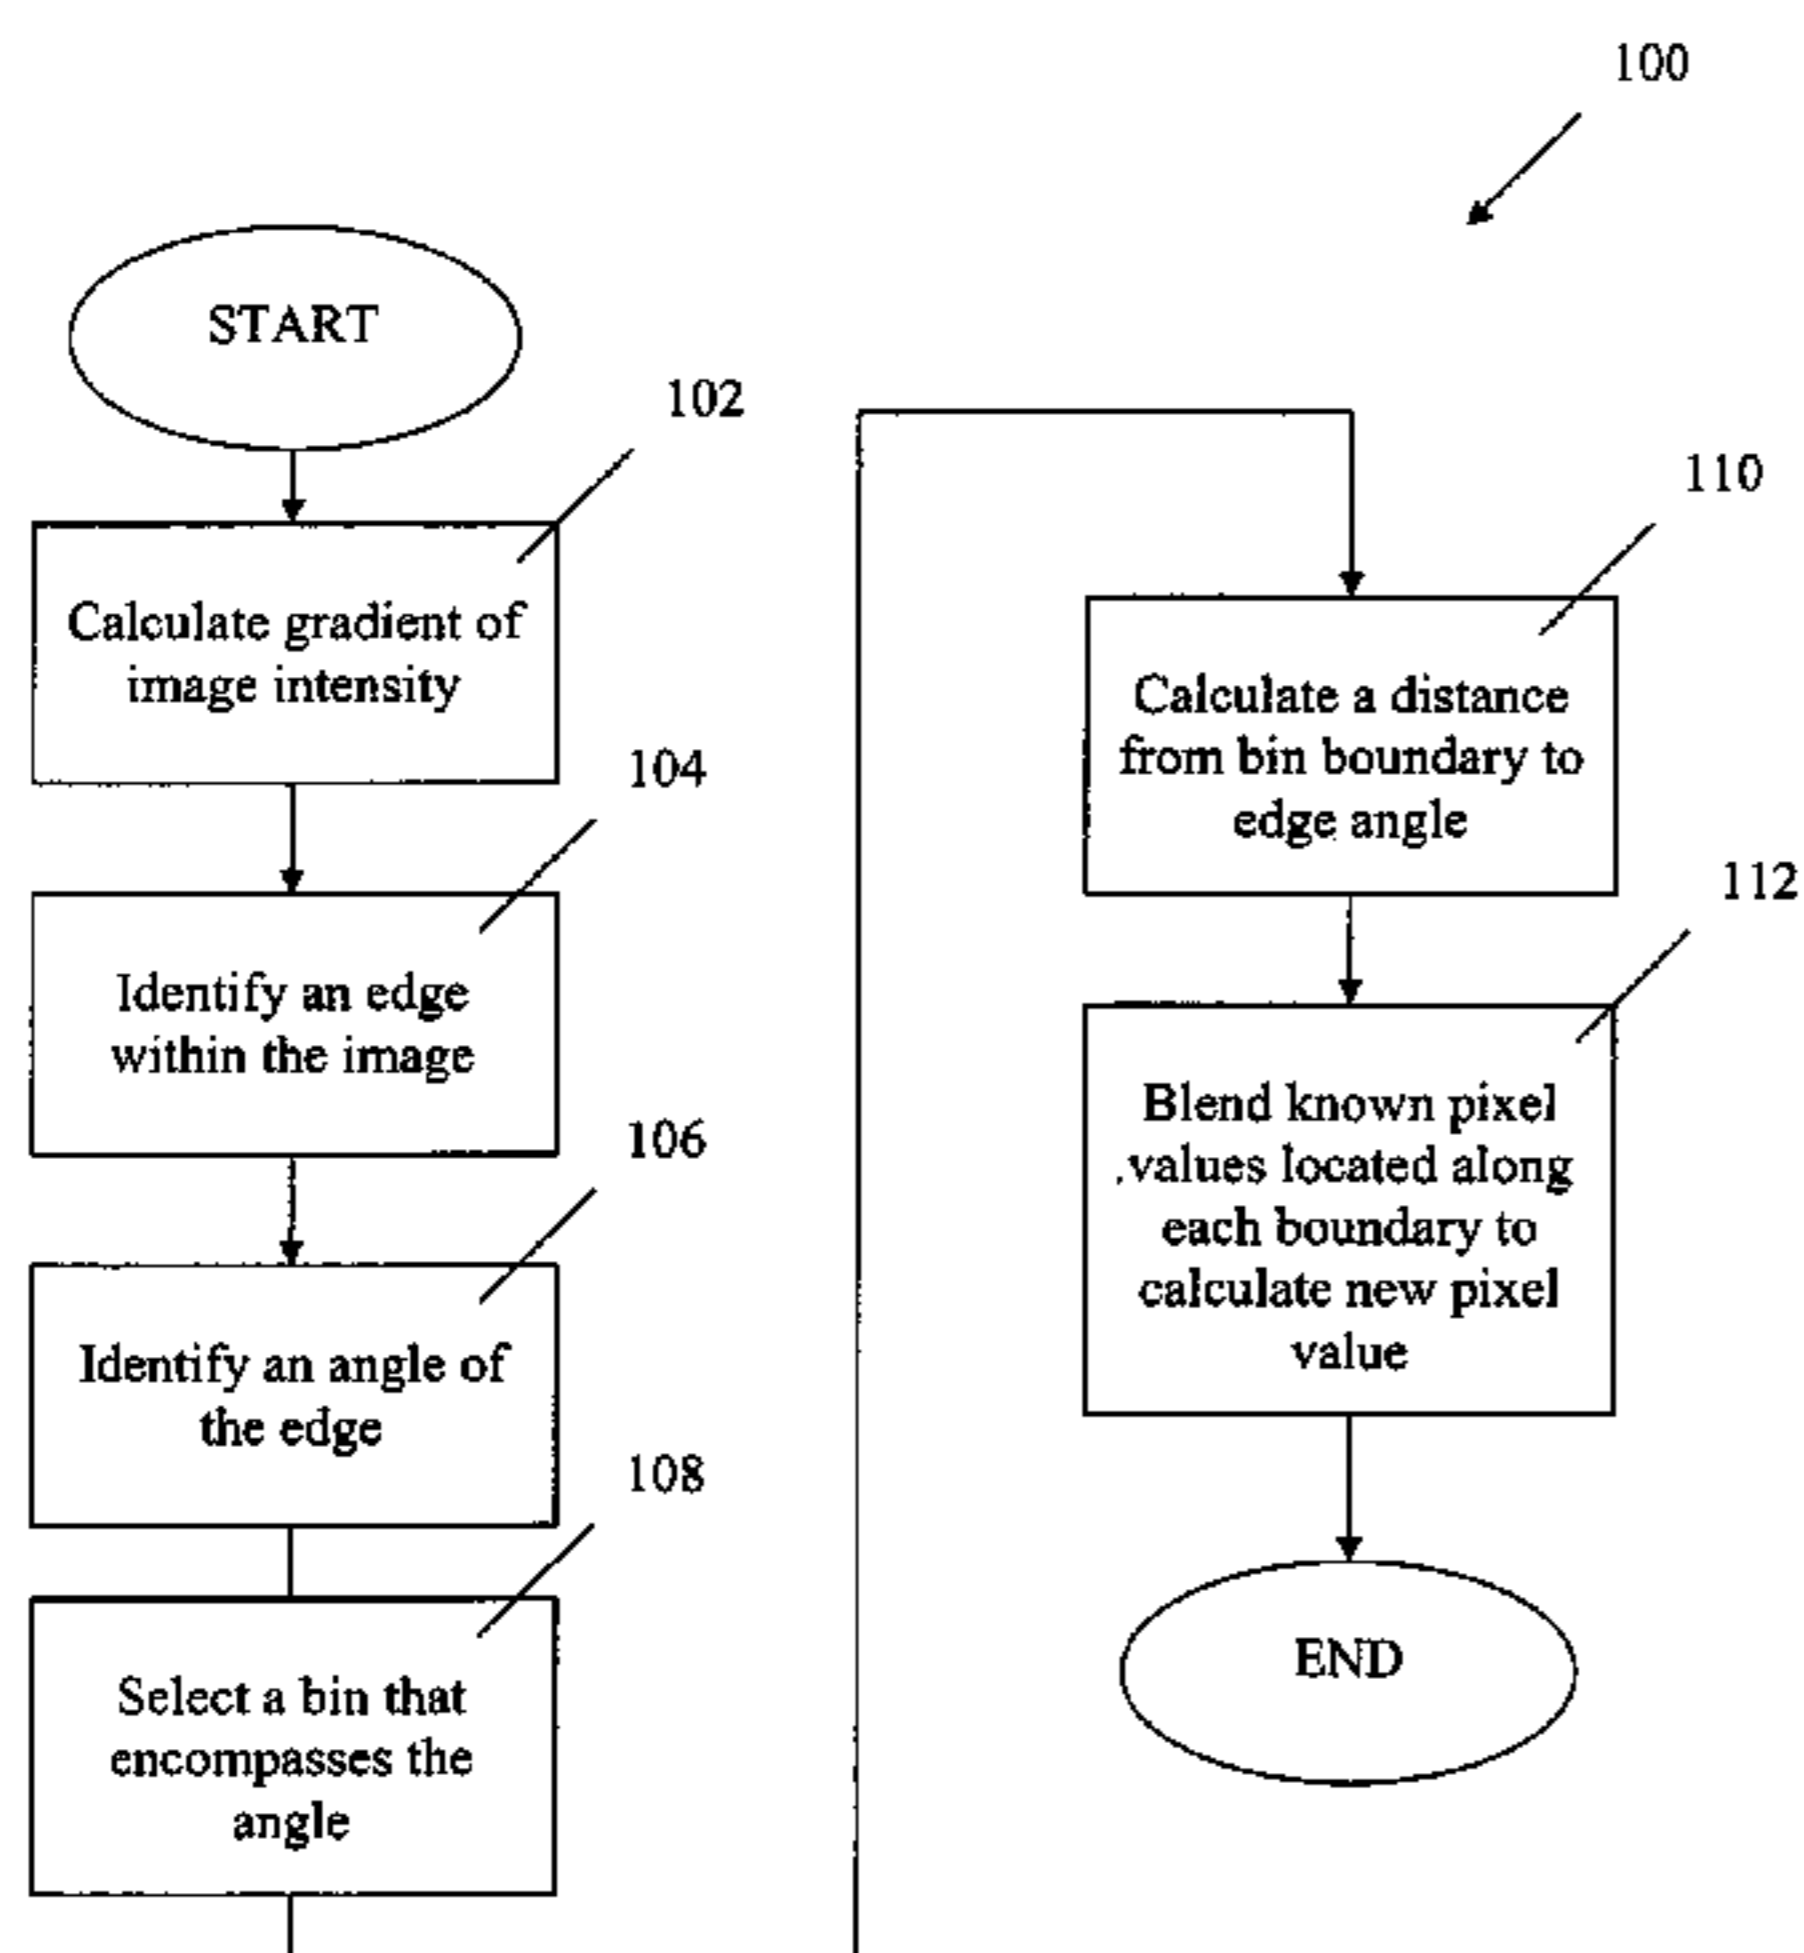 100
START
102
Calculate gradient of
image intensity
104
Identify an edge
within the image
106
Identify an angle of
the edge
108
Select a bin that
encompasses the
angle
110
Calculate a distance
from bin boundary to
edge angle
112
Blend known pixel
values located along
each boundary to
calculate new pixel
value
END